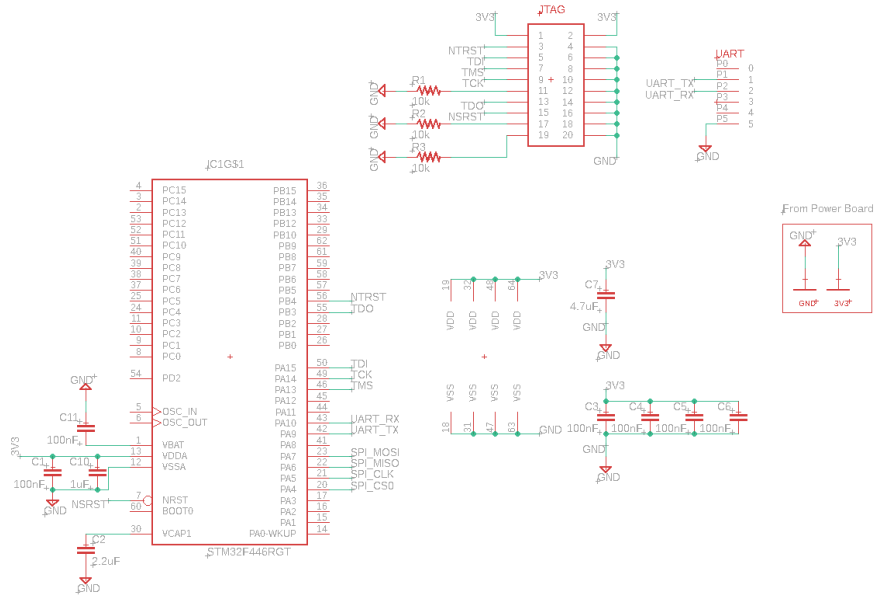 JTAG
3V3 3V3
1 2
NTRST 3 4
TDI 5 6
TMS 7 8
TCK 9 10
GND R1 10k 11 12
TDO 13 14
NSRST 15 16
GND R2 10k 17 18
GND R3 10k 19 20
GND
UART
P0 0
UART_TX P1 1
UART_RX P2 2
P3 3
P4 4
P5 5
GND
IC1G$1
4 PC15 PB15 36
3 PC14 PB14 35
2 PC13 PB13 34
53 PC12 PB12 33
52 PC11 PB10 29
51 PC10 PB9 62
40 PC9 PB8 61
39 PC8 PB7 59
38 PC7 PB6 58
37 PC6 PB5 57
25 PC5 PB4 56 NTRST
24 PC4 PB3 55 TDO
11 PC3 PB2 28
10 PC2 PB1 27
9 PC1 PB0 26
8 PC0
PA15 50 TDI
54 PD2 PA14 49 TCK
PA13 46 TMS
PA12 45
5 OSC_IN PA11 44
6 OSC_OUT PA10 43 UART_RX
PA9 42 UART_TX
1 VBAT PA8 41
13 VDDA PA7 23 SPI_MOSI
12 VSSA PA6 22 SPI_MISO
PA5 21 SPI_CLK
PA4 20 SPI_CS0
NSRST 7 NRST PA3 17
60 BOOT0 PA2 16
PA1 15
30 VCAP1 PA0-WKUP 14
STM32F446RGT
GND
C11
100nF
3V3
C1 C10
100nF 1uF
GND
C2
2.2uF
GND
19 32 48 64 3V3
VDD VDD VDD VDD
VSS VSS VSS VSS
18 31 47 63 GND
3V3
C7
4.7uF
GND
GND
3V3
C3 C4 C5 C6
100nF 100nF 100nF 100nF
GND
GND
From Power Board
GND 3V3
GND 3V3